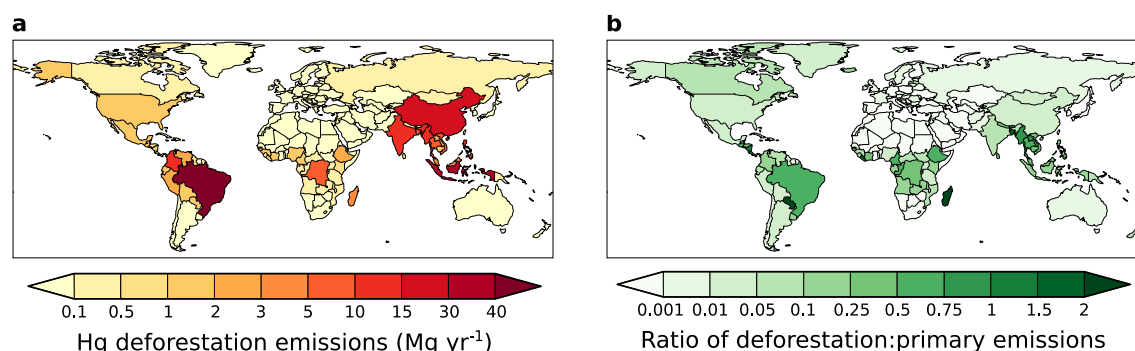 a
b
0.1 0.5 1 2 3 5 10 15 30 40
0.001 0.01 0.05 0.1 0.25 0.5 0.75 1 1.5 2
Hg deforestation emissions (Mg yr⁻¹)
Ratio of deforestation:primary emissions